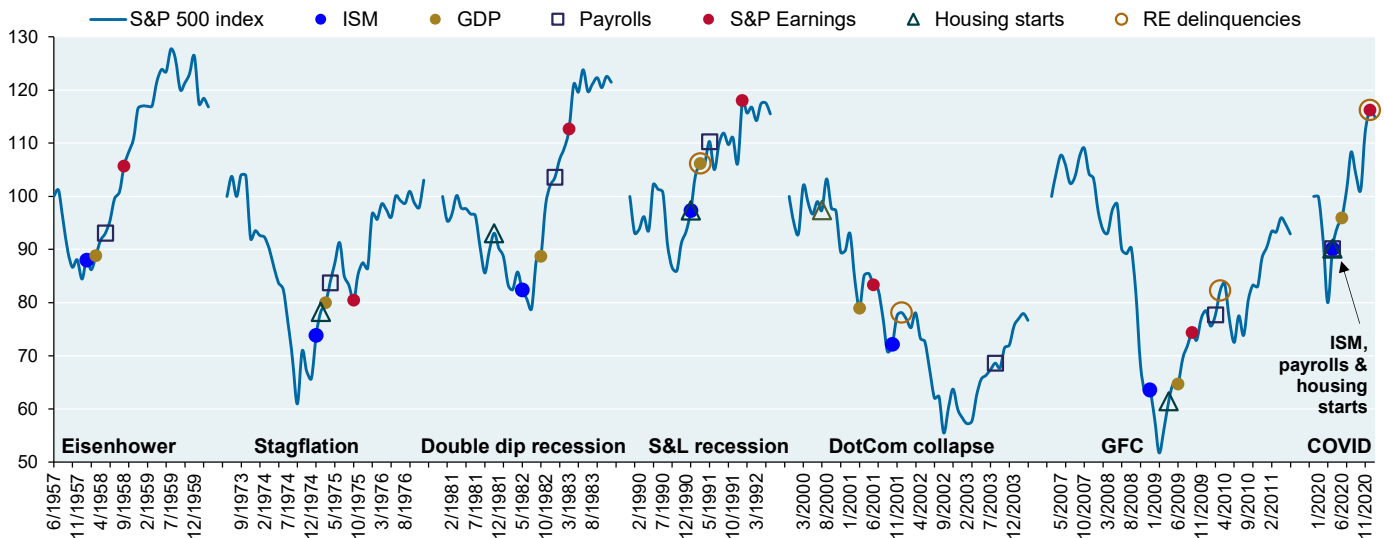 S&P 500 index ISM GDP Payrolls S&P Earnings Housing starts RE delinquencies
130
120
110
100
90
80
70
60
50
ISM,
payrolls &
housing
starts
Eisenhower Stagflation Double dip recession S&L recession DotCom collapse GFC COVID
6/1957 11/1957 4/1958 9/1958 2/1959 7/1959 12/1959 9/1973 2/1974 7/1974 12/1974 5/1975 10/1975 3/1976 8/1976 2/1981 7/1981 12/1981 5/1982 10/1982 3/1983 8/1983 2/1990 7/1990 12/1990 5/1991 10/1991 3/1992 3/2000 8/2000 1/2001 6/2001 11/2001 4/2002 9/2002 2/2003 7/2003 12/2003 5/2007 10/2007 3/2008 8/2008 1/2009 6/2009 11/2009 4/2010 9/2010 2/2011 1/2020 6/2020 11/2020